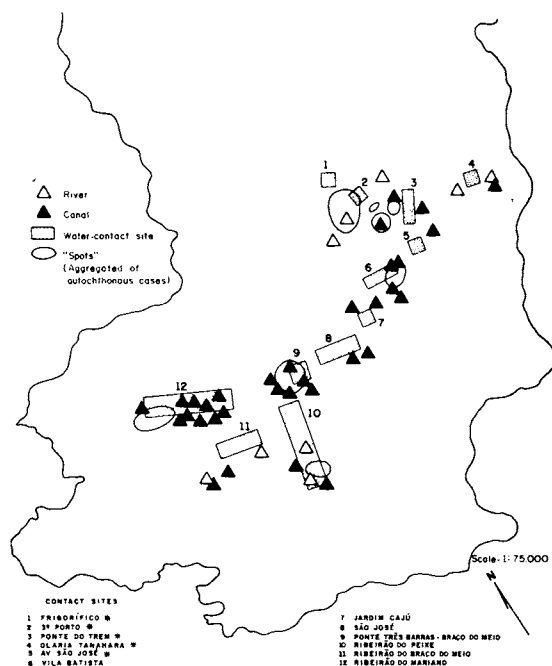 1
2
3
4
River
Canal
Water-contact site
"Spots"
(Aggregated of
autochthonous cases)
5
6
7
8
9
12
10
11
Scale-1:75.000
N
CONTACT SITES
1 FRIGORÍFICO *
2 3º PORTO *
3 PONTE DO TREM *
4 OLARIA TANAHARA *
5 AV SÃO JOSÉ *
6 VILA BATISTA
7 JARDIM CAJÚ
8 SÃO JOSÉ
9 PONTE TRÊS BARRAS - BRAÇO DO MEIO
10 RIBEIRÃO DO PEIXE
11 RIBEIRÃO DO BRAÇO DO MEIO
12 RIBEIRÃO DO MARIANO